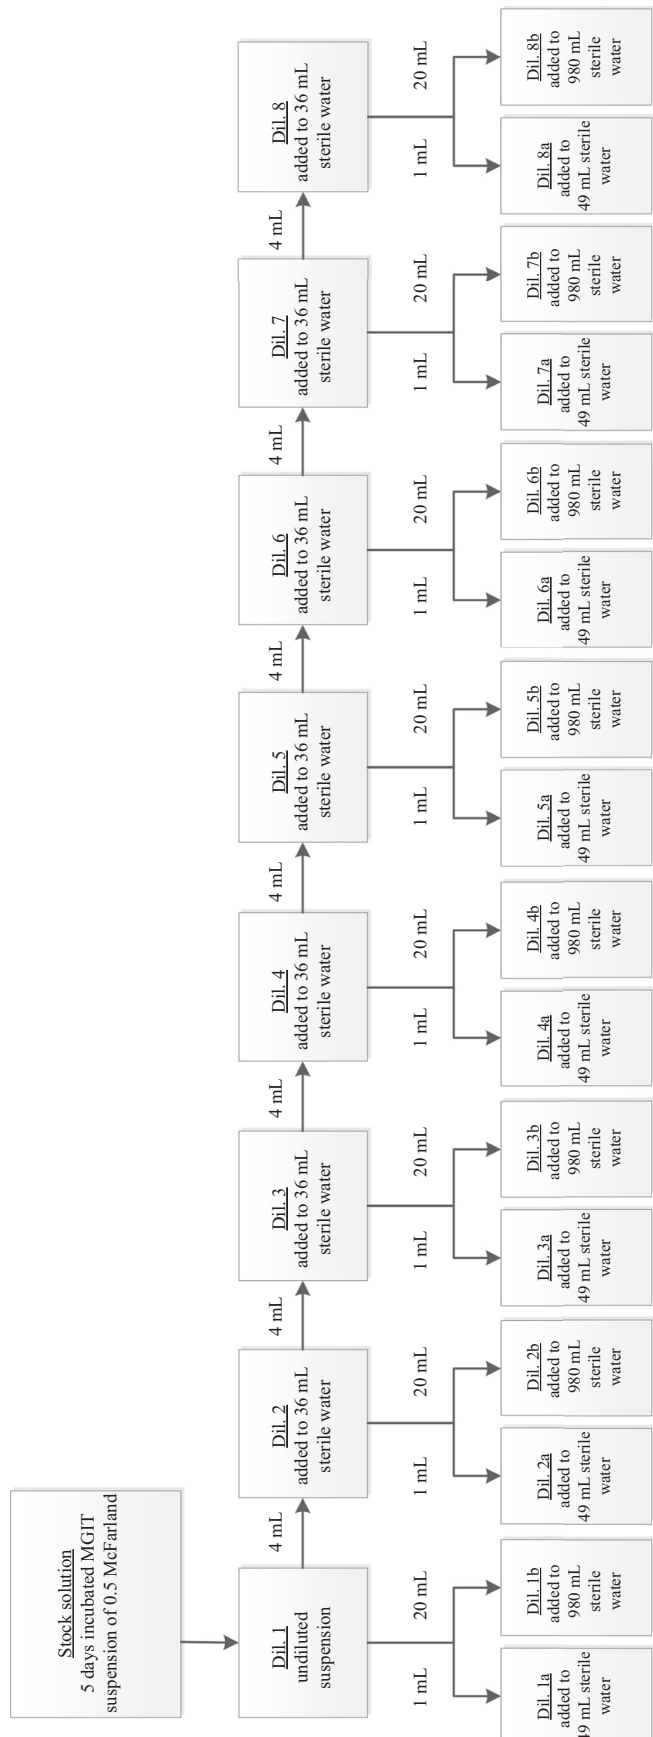 Stock solution
5 days incubated MGIT
suspension of 0.5 McFarland
Dil. 1
undiluted
suspension
4 mL
Dil. 2
added to 36 mL
sterile water
4 mL
Dil. 3
added to 36 mL
sterile water
4 mL
Dil. 4
added to 36 mL
sterile water
4 mL
Dil. 5
added to 36 mL
sterile water
4 mL
Dil. 6
added to 36 mL
sterile water
4 mL
Dil. 7
added to 36 mL
sterile water
4 mL
Dil. 8
added to 36 mL
sterile water
1 mL
20 mL
1 mL
20 mL
1 mL
20 mL
1 mL
20 mL
1 mL
20 mL
1 mL
20 mL
1 mL
20 mL
1 mL
20 mL
Dil. 1a
added to
49 mL sterile
water
Dil. 1b
added to
980 mL
sterile
water
Dil. 2a
added to
49 mL sterile
water
Dil. 2b
added to
980 mL
sterile
water
Dil. 3a
added to
49 mL sterile
water
Dil. 3b
added to
980 mL
sterile
water
Dil. 4a
added to
49 mL sterile
water
Dil. 4b
added to
980 mL
sterile
water
Dil. 5a
added to
49 mL sterile
water
Dil. 5b
added to
980 mL
sterile
water
Dil. 6a
added to
49 mL sterile
water
Dil. 6b
added to
980 mL
sterile
water
Dil. 7a
added to
49 mL sterile
water
Dil. 7b
added to
980 mL
sterile
water
Dil. 8a
added to
49 mL sterile
water
Dil. 8b
added to
980 mL
sterile
water